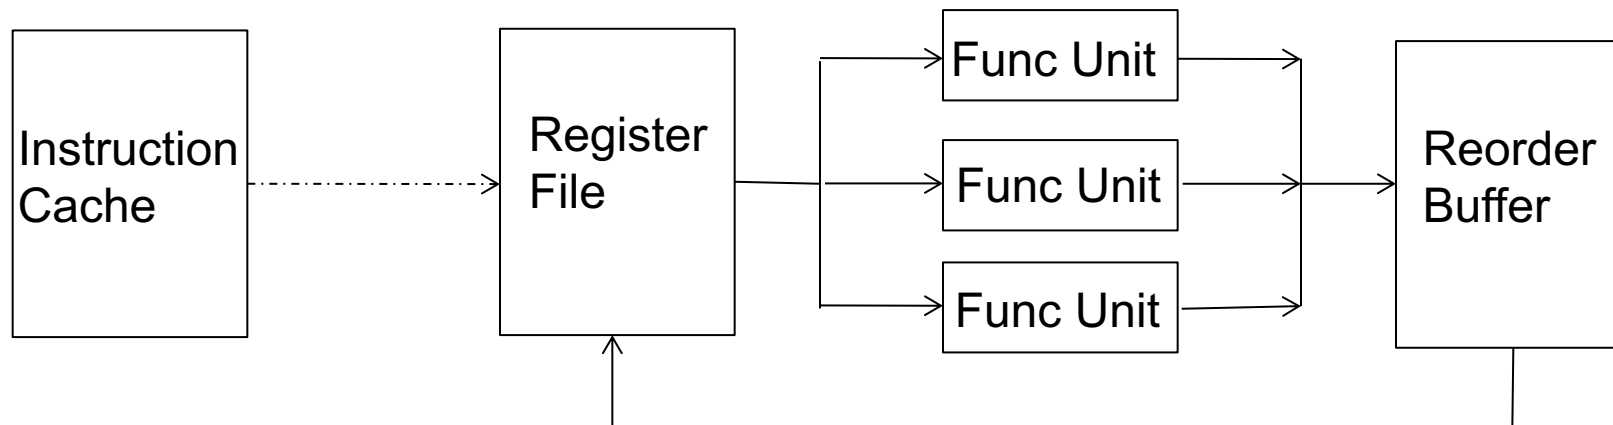 Instruction
Cache
Register
File
Func Unit
Func Unit
Func Unit
Reorder
Buffer